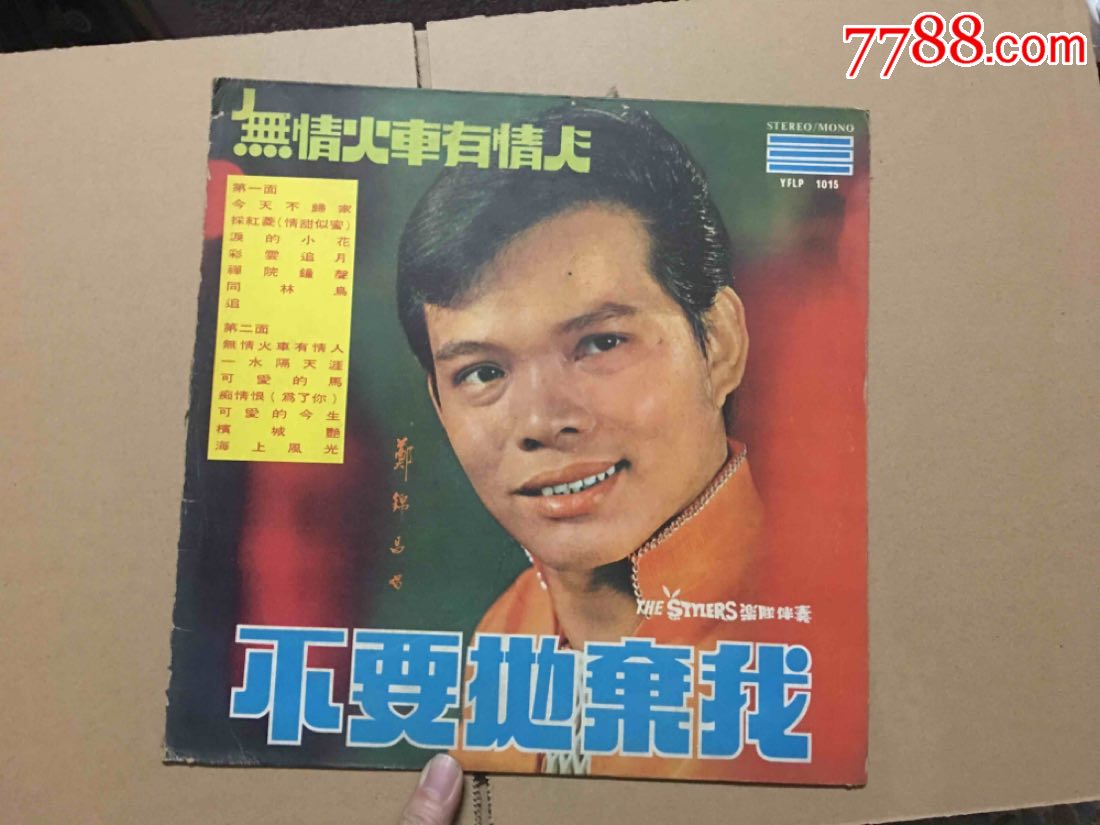 7788.com
無情火車有情人
STEREO/MONO
YFLP 1015
第一面
今天不歸家
採紅菱(情甜似蜜)
淚的小花
彩雲追月
禪院鐘聲
同林鳥
追
第二面
無情火車有情人
一水隔天涯
可愛的馬
痴情恨(為了你)
可愛的今生
檳城艷
海上風光
鄭錦昌唱
THE STYLERS 樂隊伴奏
不要拋棄我